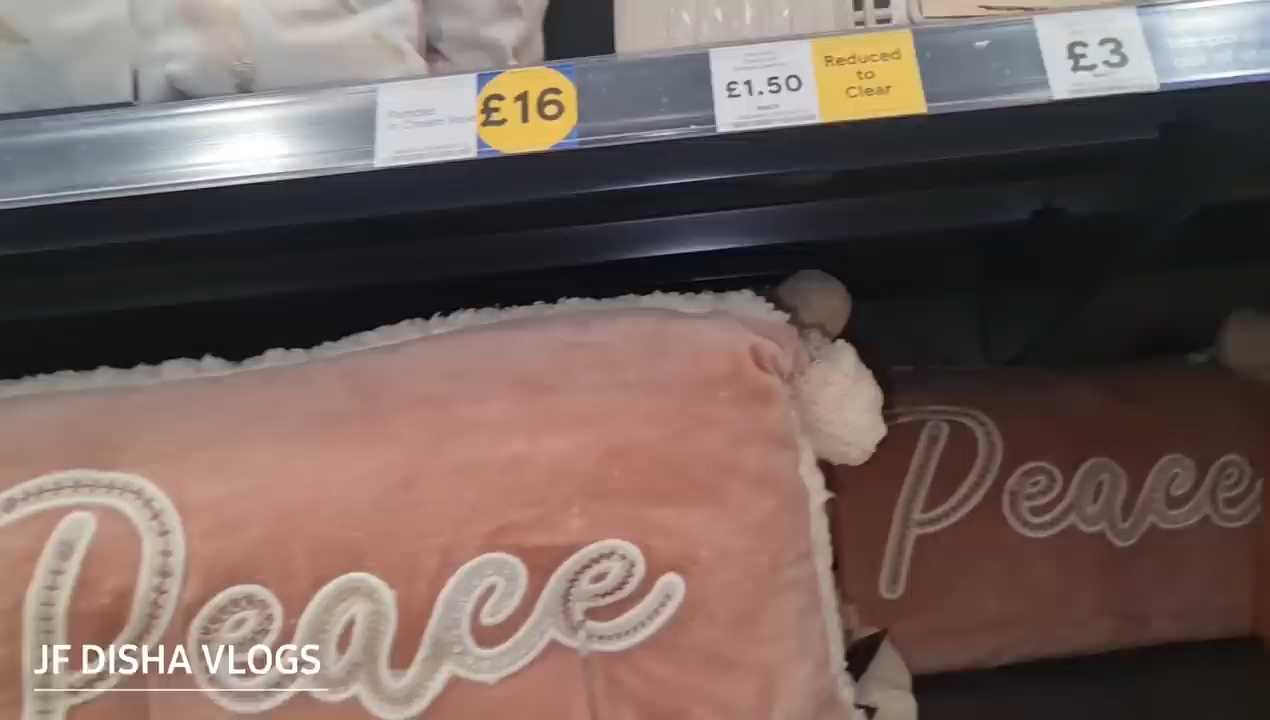 £16
£1.50
Reduced
to
Clear
£3
Peace
Peace
JF DISHA VLOGS